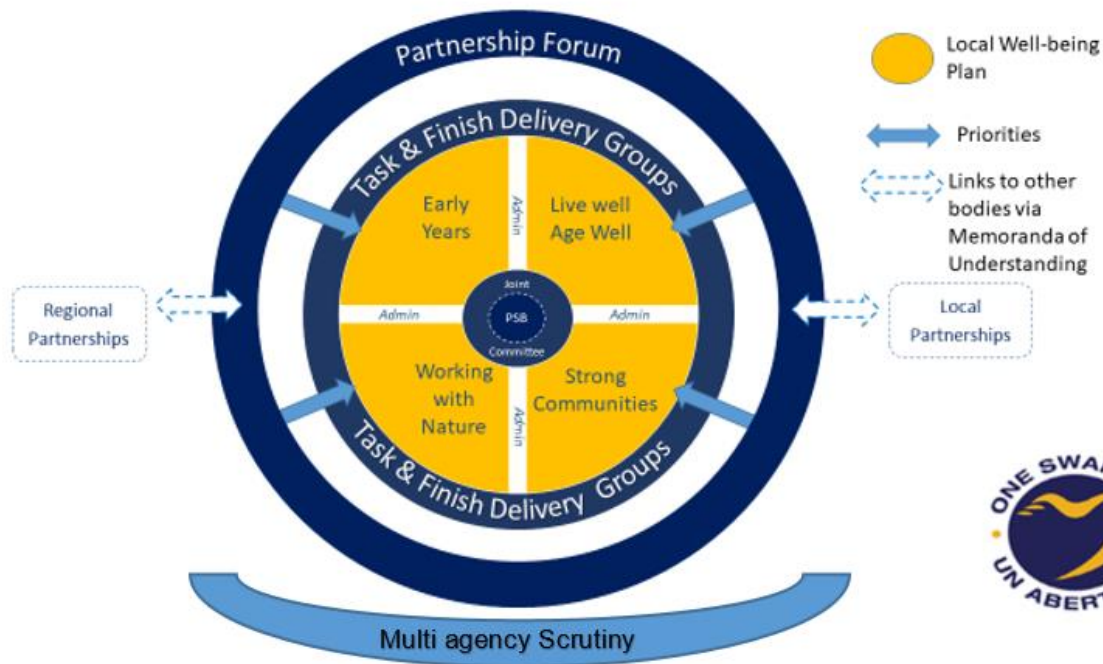 Partnership Forum
Task & Finish Delivery Groups
Early
Years
Admin
Live well
Age Well
Joint
PSB
Committee
Admin
Admin
Working
with
Nature
Admin
Strong
Communities
Task & Finish Delivery Groups
Regional
Partnerships
Local
Partnerships
Multi agency Scrutiny
Local Well-being
Plan
Priorities
Links to other
bodies via
Memoranda of
Understanding
ONE
UN